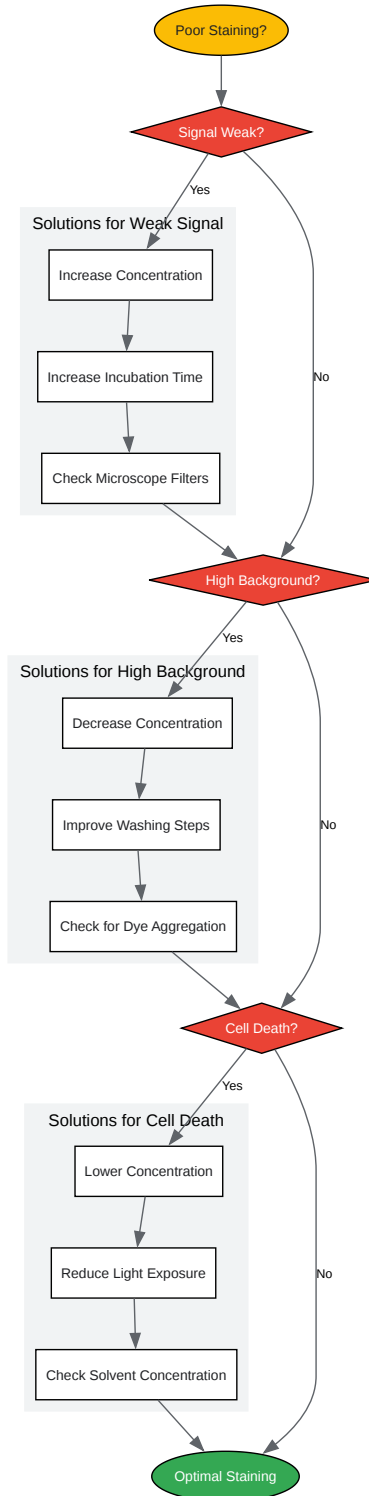 Poor Staining?
Signal Weak?
Yes
Solutions for Weak Signal
Increase Concentration
Increase Incubation Time
No
Check Microscope Filters
High Background?
Yes
Solutions for High Background
Decrease Concentration
Improve Washing Steps
No
Check for Dye Aggregation
Cell Death?
Yes
Solutions for Cell Death
Lower Concentration
Reduce Light Exposure
No
Check Solvent Concentration
Optimal Staining